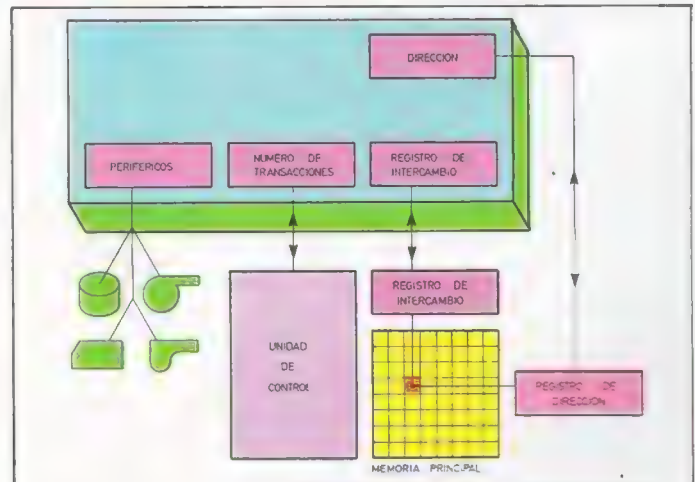 DIRECCION
PERIFERICOS
NUMERO DE
TRANSACCIONES
REGISTRO DE
INTERCAMBIO
REGISTRO DE
INTERCAMBIO
UNIDAD
DE
CONTROL
REGISTRO DE
DIRECCION
MEMORIA PRINCIPAL